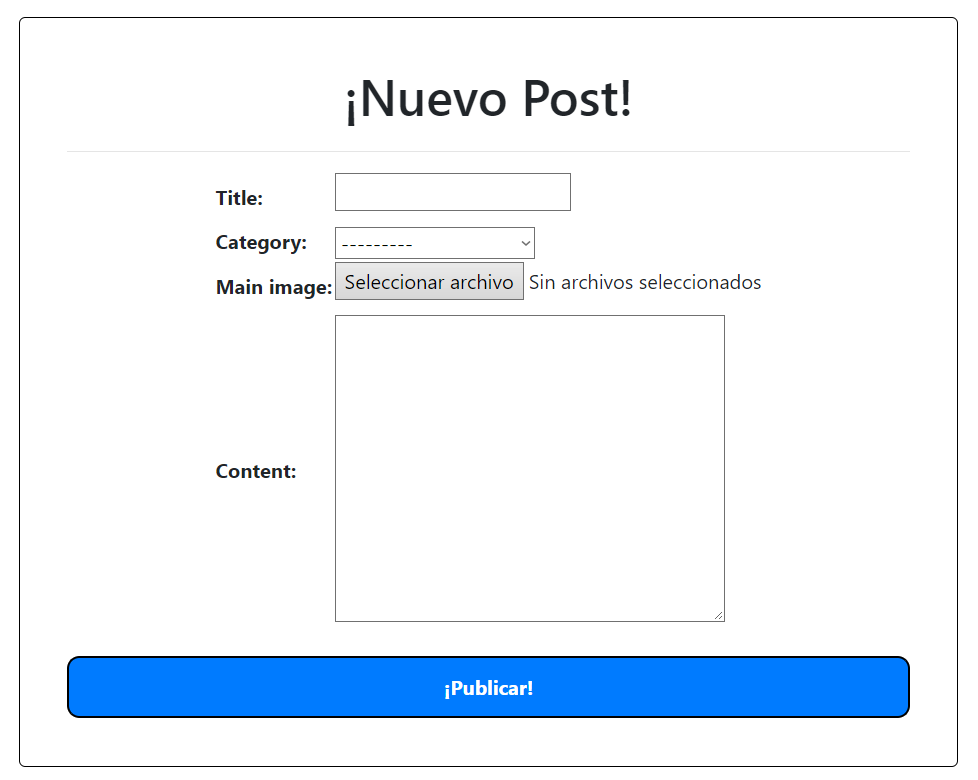 ¡Nuevo Post!
Title:
Category: ---------
Main image: Seleccionar archivo Sin archivos seleccionados
Content:
¡Publicar!